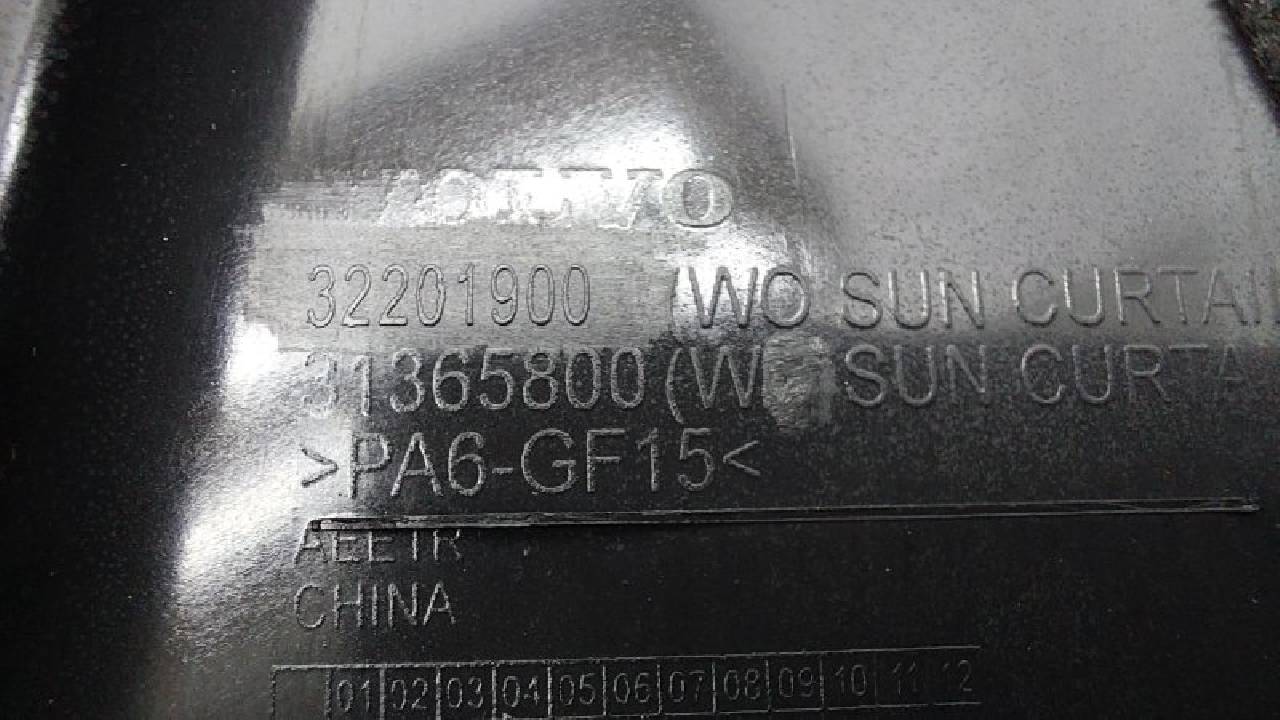 VOLVO
32201900 (WO SUN CURTAI
31365800 (WO SUN CURTA
>PA6-GF15<
CHINA
01 02 03 04 05 06 07 08 09 10 11 12